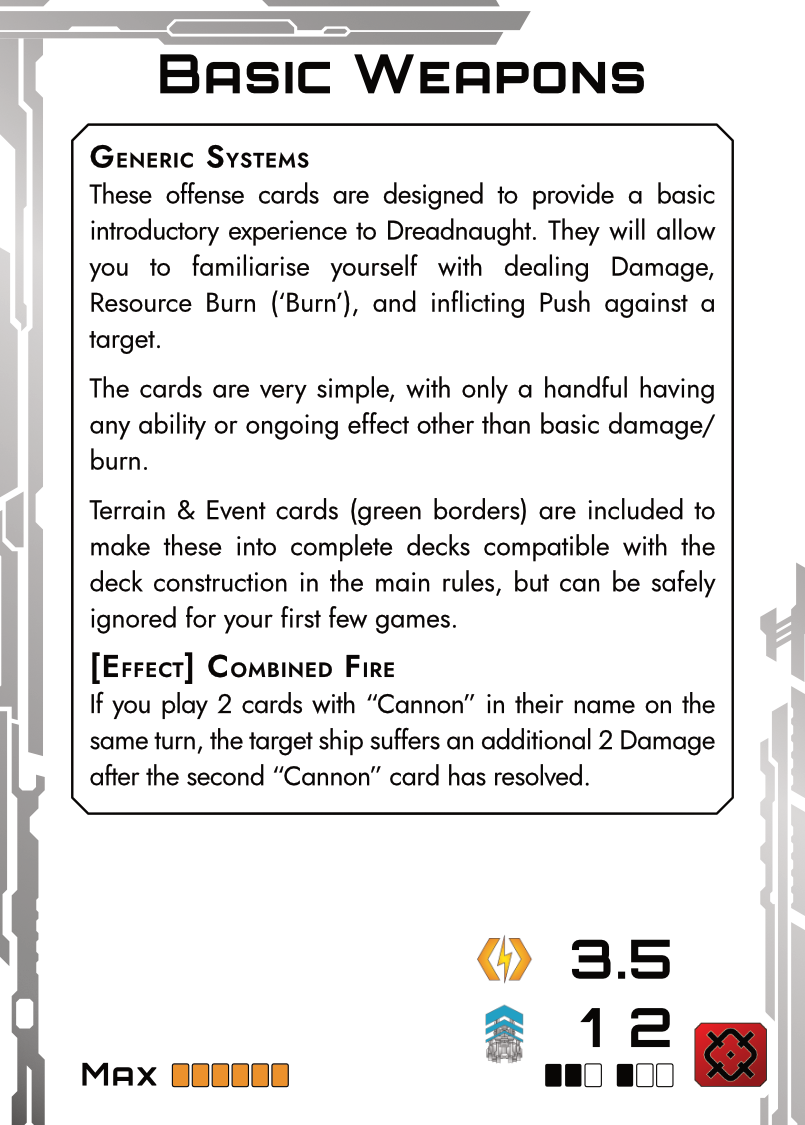 Basic Weapons
Generic Systems
These offense cards are designed to provide a basic
introductory experience to Dreadnaught. They will allow
you to familiarise yourself with dealing Damage,
Resource Burn (‘Burn’), and inflicting Push against a
target.
The cards are very simple, with only a handful having
any ability or ongoing effect other than basic damage/
burn.
Terrain & Event cards (green borders) are included to
make these into complete decks compatible with the
deck construction in the main rules, but can be safely
ignored for your first few games.
[Effect] Combined Fire
If you play 2 cards with “Cannon” in their name on the
same turn, the target ship suffers an additional 2 Damage
after the second “Cannon” card has resolved.
3.5
1 2
Max